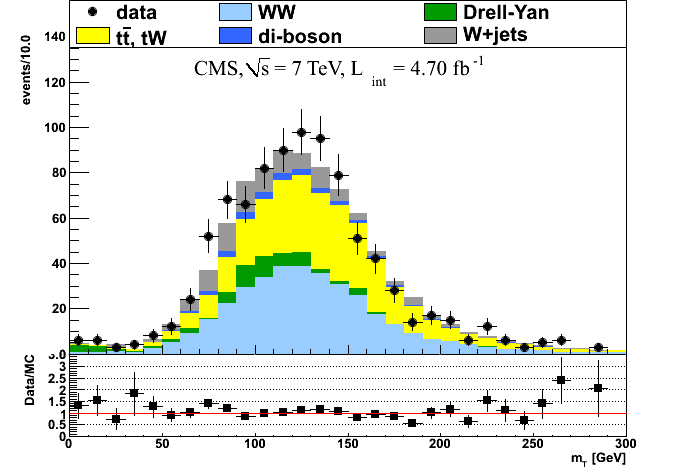 data WW Drell-Yan
tt̄, tW di-boson W+jets
CMS, √s = 7 TeV, L int = 4.70 fb-1
events/10.0
140
120
100
80
60
40
20
Data/MC
3
2.5
2
1.5
1
0.5
0 50 100 150 200 250 300
mT [GeV]